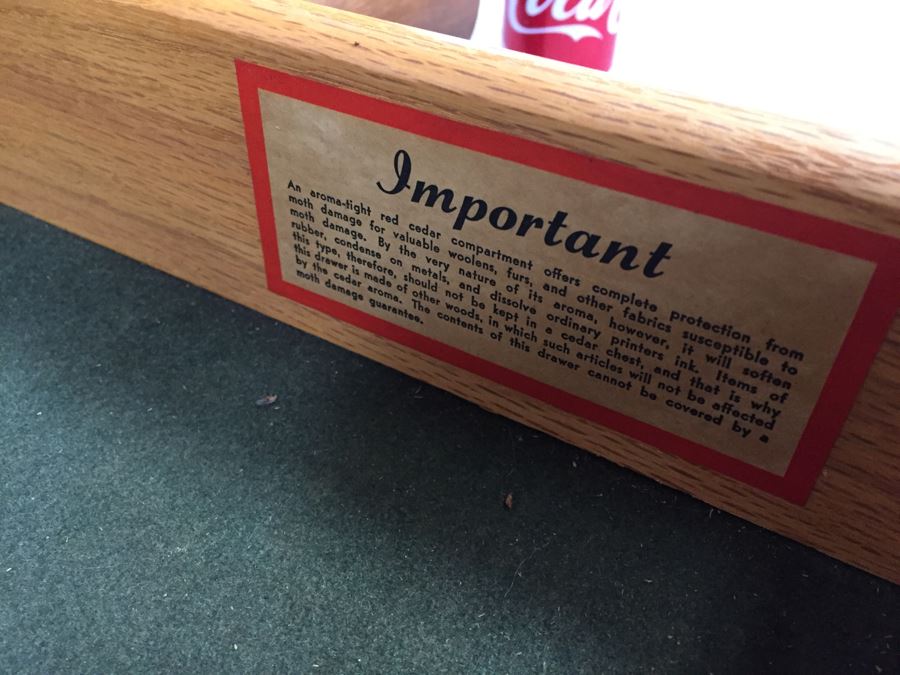 Coca
Important
An aroma-tight red cedar compartment offers complete protection from
moth damage for valuable woolens, furs, and other fabrics susceptible to
moth damage. By the very nature of its aroma, however, it will soften
rubber, condense on metals, and dissolve ordinary printers ink. Items of
this type, therefore, should not be kept in a cedar chest, and that is why
this drawer is made of other woods, in which such articles will not be affected
by the cedar aroma. The contents of this drawer cannot be covered by a
moth damage guarantee.